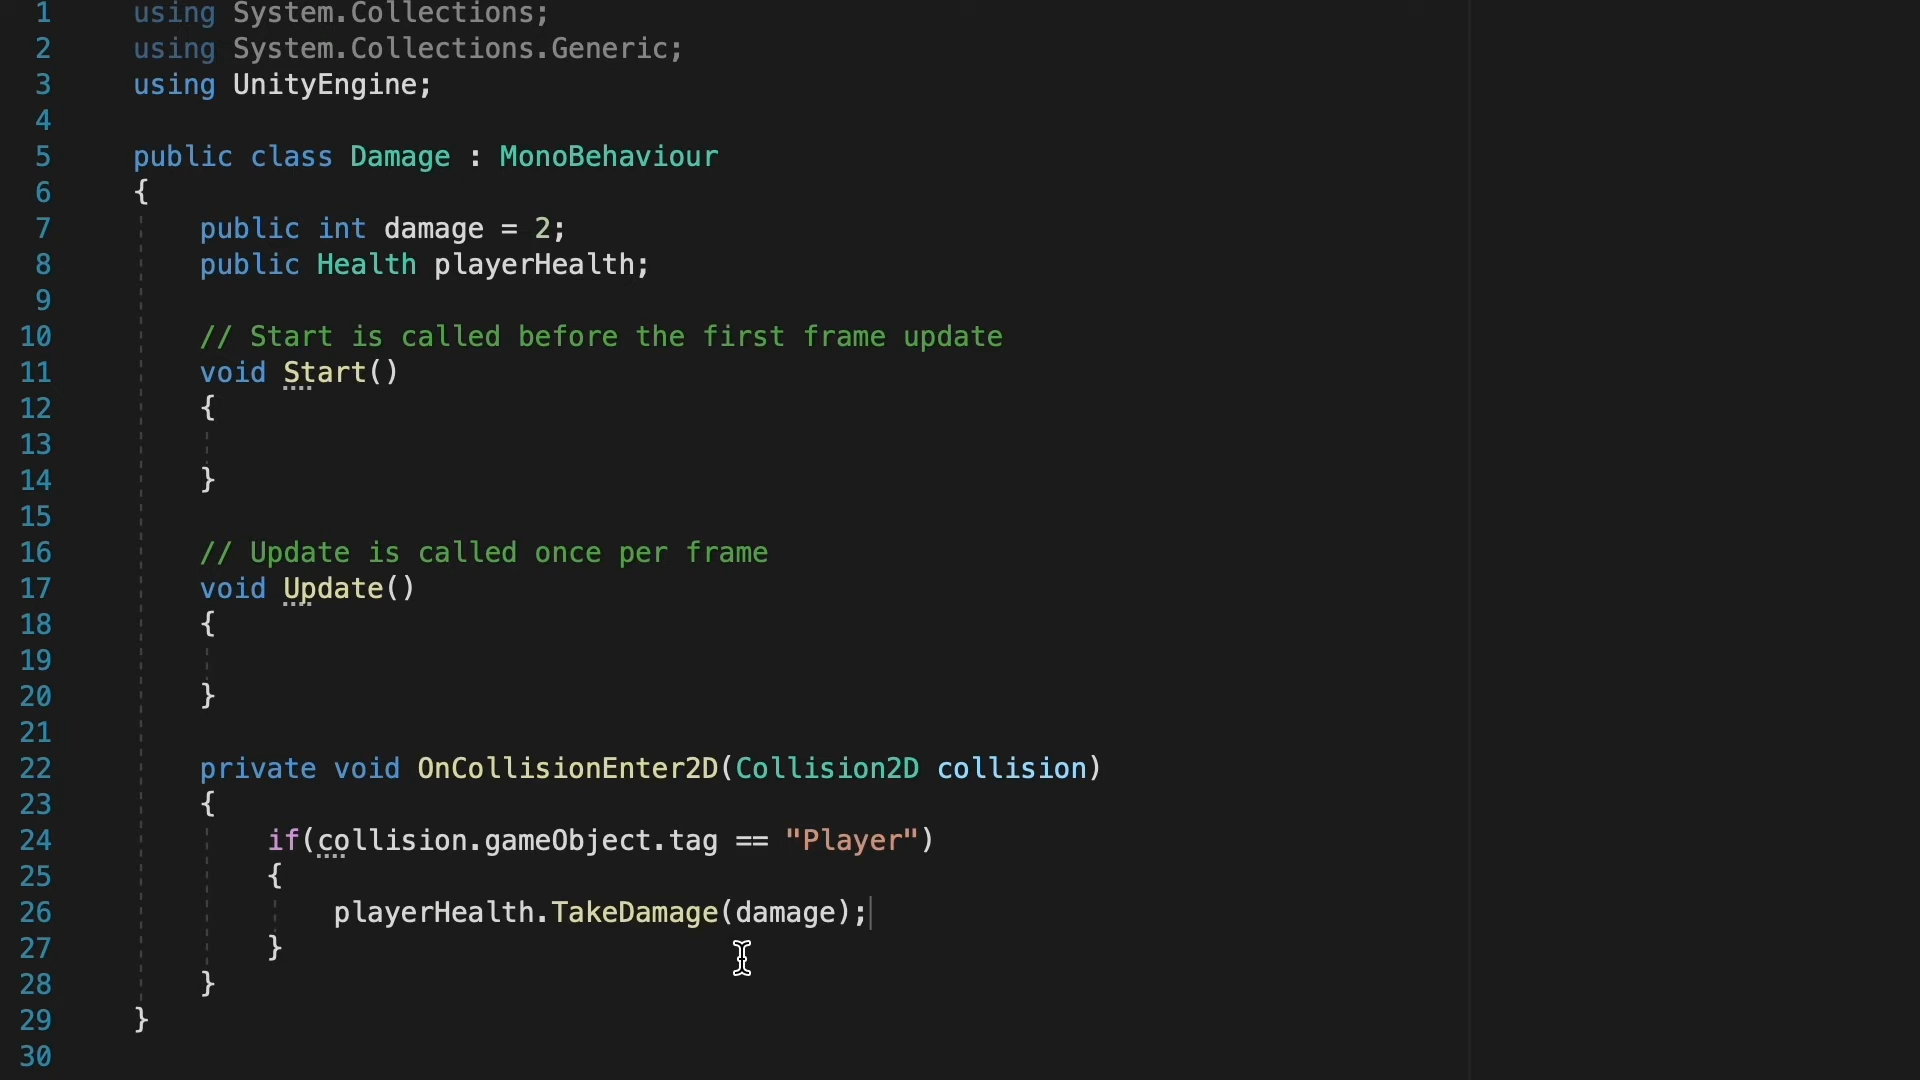 1 using System.Collections;
2 using System.Collections.Generic;
3 using UnityEngine;
4
5 public class Damage : MonoBehaviour
6 {
7 public int damage = 2;
8 public Health playerHealth;
9
10 // Start is called before the first frame update
11 void Start()
12 {
13
14 }
15
16 // Update is called once per frame
17 void Update()
18 {
19
20 }
21
22 private void OnCollisionEnter2D(Collision2D collision)
23 {
24 if(collision.gameObject.tag == "Player")
25 {
26 playerHealth.TakeDamage(damage);
27 }
28 }
29 }
30